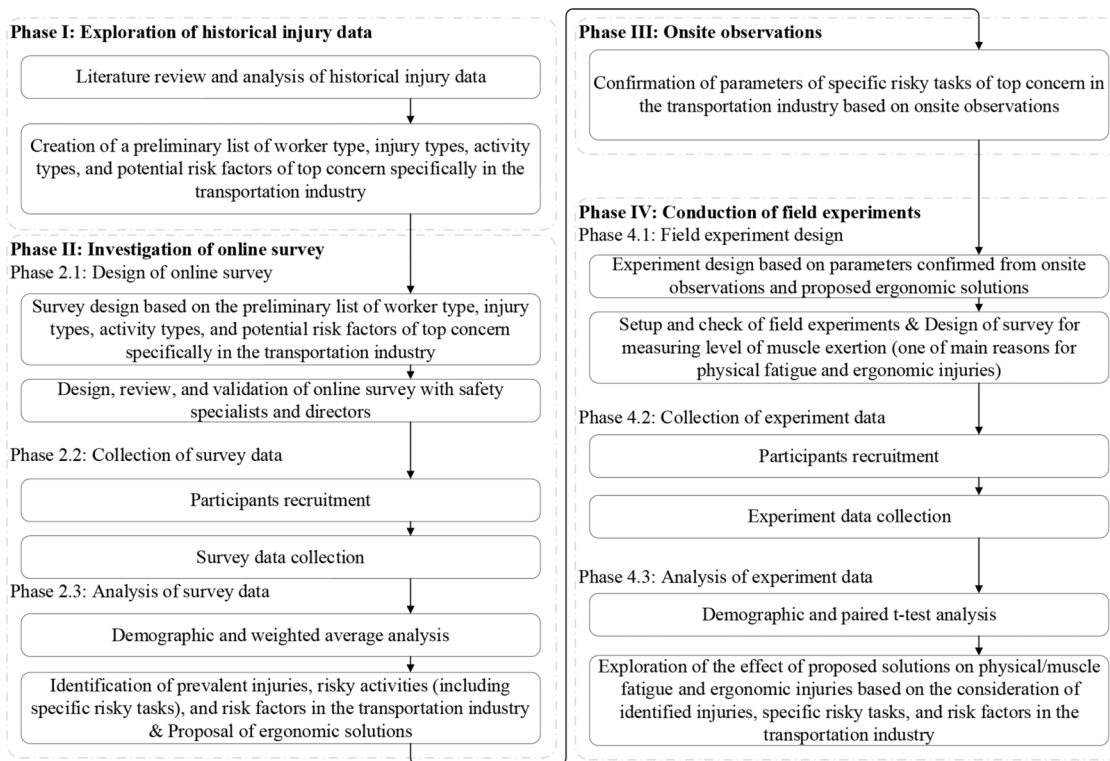 Phase I: Exploration of historical injury data
Literature review and analysis of historical injury data
Creation of a preliminary list of worker type, injury types, activity
types, and potential risk factors of top concern specifically in the
transportation industry
Phase II: Investigation of online survey
Phase 2.1: Design of online survey
Survey design based on the preliminary list of worker type, injury
types, activity types, and potential risk factors of top concern
specifically in the transportation industry
Design, review, and validation of online survey with safety
specialists and directors
Phase 2.2: Collection of survey data
Participants recruitment
Survey data collection
Phase 2.3: Analysis of survey data
Demographic and weighted average analysis
Identification of prevalent injuries, risky activities (including
specific risky tasks), and risk factors in the transportation industry
& Proposal of ergonomic solutions
Phase III: Onsite observations
Confirmation of parameters of specific risky tasks of top concern in
the transportation industry based on onsite observations
Phase IV: Conduction of field experiments
Phase 4.1: Field experiment design
Experiment design based on parameters confirmed from onsite
observations and proposed ergonomic solutions
Setup and check of field experiments & Design of survey for
measuring level of muscle exertion (one of main reasons for
physical fatigue and ergonomic injuries)
Phase 4.2: Collection of experiment data
Participants recruitment
Experiment data collection
Phase 4.3: Analysis of experiment data
Demographic and paired t-test analysis
Exploration of the effect of proposed solutions on physical/muscle
fatigue and ergonomic injuries based on the consideration of
identified injuries, specific risky tasks, and risk factors in the
transportation industry